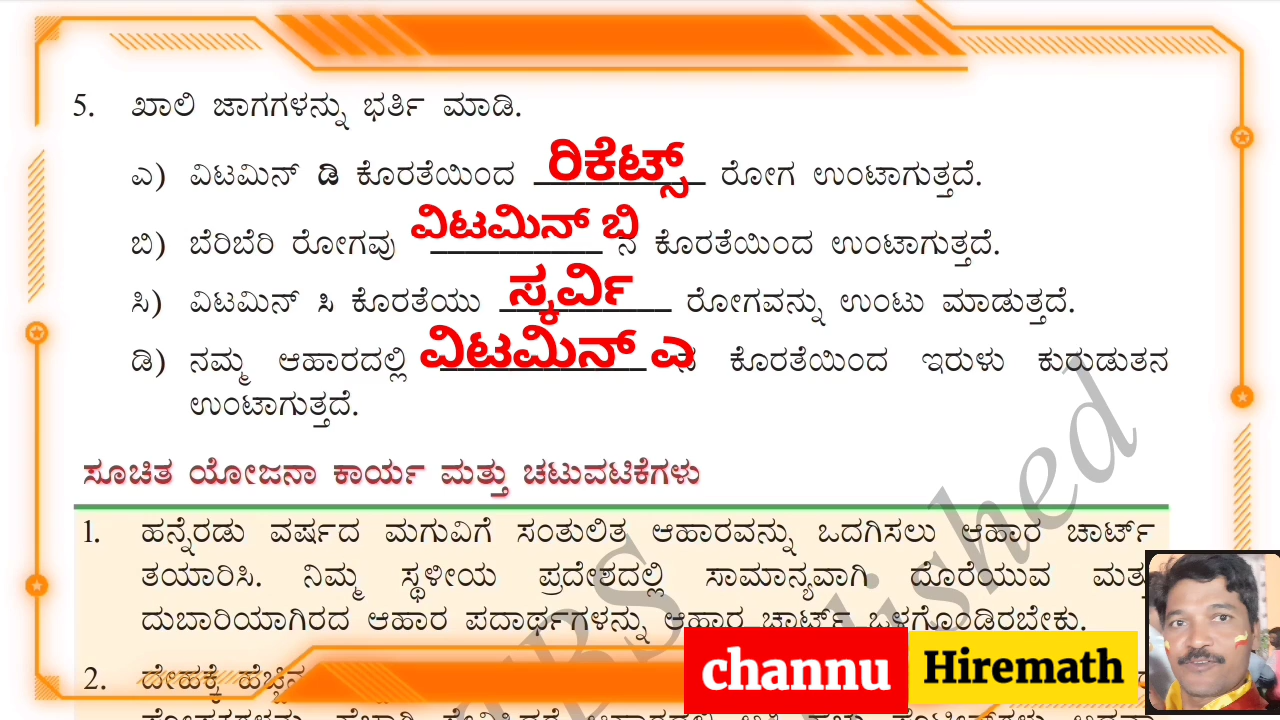 5. ಖಾಲಿ ಜಾಗಗಳನ್ನು ಭರ್ತಿ ಮಾಡಿ.
ಎ) ವಿಟಮಿನ್ ಡಿ ಕೊರತೆಯಿಂದ ರಿಕೆಟ್ಸ್ ರೋಗ ಉಂಟಾಗುತ್ತದೆ.
ಬಿ) ಬೆರಿಬೆರಿ ರೋಗವು ವಿಟಮಿನ್ ಬಿ ನ ಕೊರತೆಯಿಂದ ಉಂಟಾಗುತ್ತದೆ.
ಸಿ) ವಿಟಮಿನ್ ಸಿ ಕೊರತೆಯು ಸ್ಕರ್ವಿ ರೋಗವನ್ನು ಉಂಟು ಮಾಡುತ್ತದೆ.
ಡಿ) ನಮ್ಮ ಆಹಾರದಲ್ಲಿ ವಿಟಮಿನ್ ಎ ನ ಕೊರತೆಯಿಂದ ಇರುಳು ಕುರುಡುತನ
ಉಂಟಾಗುತ್ತದೆ.
ಸೂಚಿತ ಯೋಜನಾ ಕಾರ್ಯ ಮತ್ತು ಚಟುವಟಿಕೆಗಳು
1. ಹನ್ನೆರಡು ವರ್ಷದ ಮಗುವಿಗೆ ಸಂತುಲಿತ ಆಹಾರವನ್ನು ಒದಗಿಸಲು ಆಹಾರ ಚಾರ್ಟ್
ತಯಾರಿಸಿ. ನಿಮ್ಮ ಸ್ಥಳೀಯ ಪ್ರದೇಶದಲ್ಲಿ ಸಾಮಾನ್ಯವಾಗಿ ದೊರೆಯುವ ಮತ್ತು
ದುಬಾರಿಯಾಗಿರದ ಆಹಾರ ಪದಾರ್ಥಗಳನ್ನು ಆಹಾರ ಚಾರ್ಟ್ ಒಳಗೊಂಡಿರಬೇಕು.
2. ದೇಹಕ್ಕೆ ಹೆಚ್ಚಿನ
channu Hiremath